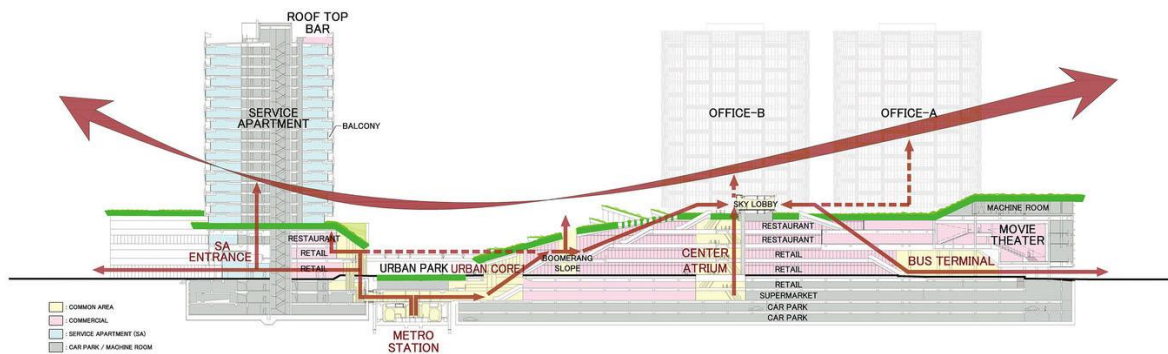 ROOF TOP
BAR
SERVICE
APARTMENT
BALCONY
OFFICE-B
OFFICE-A
SKY LOBBY
MACHINE ROOM
SA
ENTRANCE
RESTAURANT
RETAIL
RETAIL
URBAN PARK
URBAN CORE
BOOMERANG
SLOPE
CENTER
ATRIUM
RESTAURANT
RESTAURANT
RETAIL
RETAIL
RETAIL
SUPERMARKET
CAR PARK
CAR PARK
MOVIE
THEATER
BUS TERMINAL
METRO
STATION
: COMMON AREA
: COMMERCIAL
: SERVICE APARTMENT (SA)
: CAR PARK / MACHINE ROOM